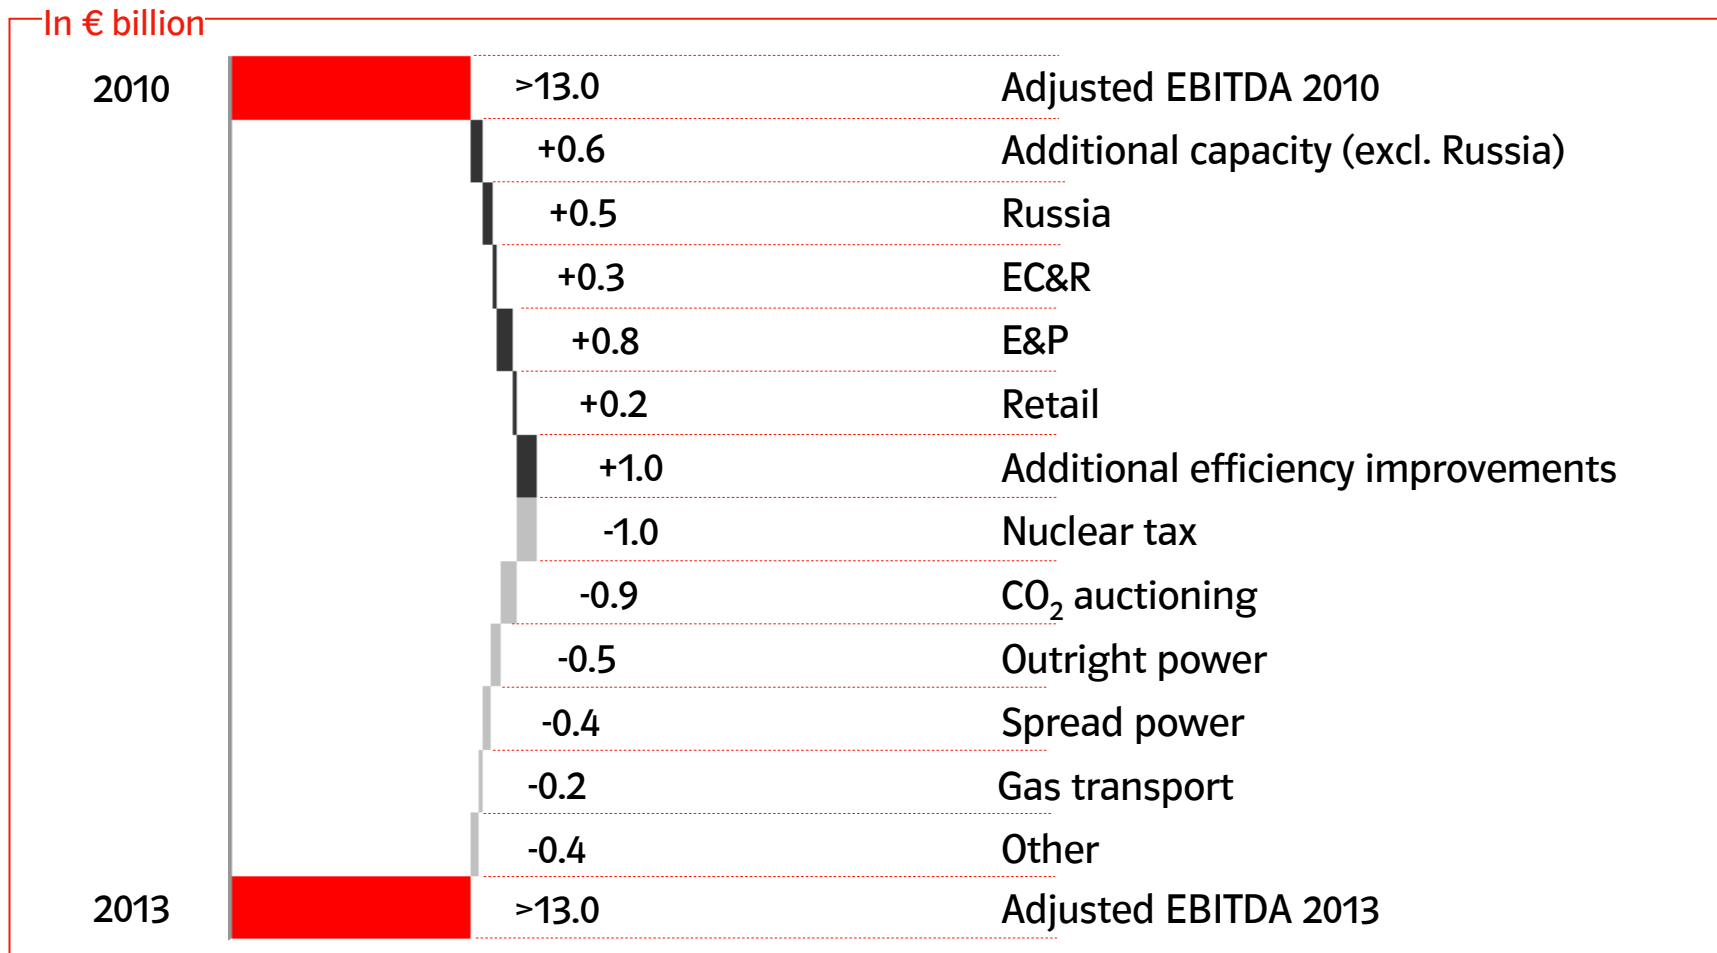 In € billion
2010 >13.0 Adjusted EBITDA 2010
+0.6 Additional capacity (excl. Russia)
+0.5 Russia
+0.3 EC&R
+0.8 E&P
+0.2 Retail
+1.0 Additional efficiency improvements
-1.0 Nuclear tax
-0.9 CO₂ auctioning
-0.5 Outright power
-0.4 Spread power
-0.2 Gas transport
-0.4 Other
2013 >13.0 Adjusted EBITDA 2013